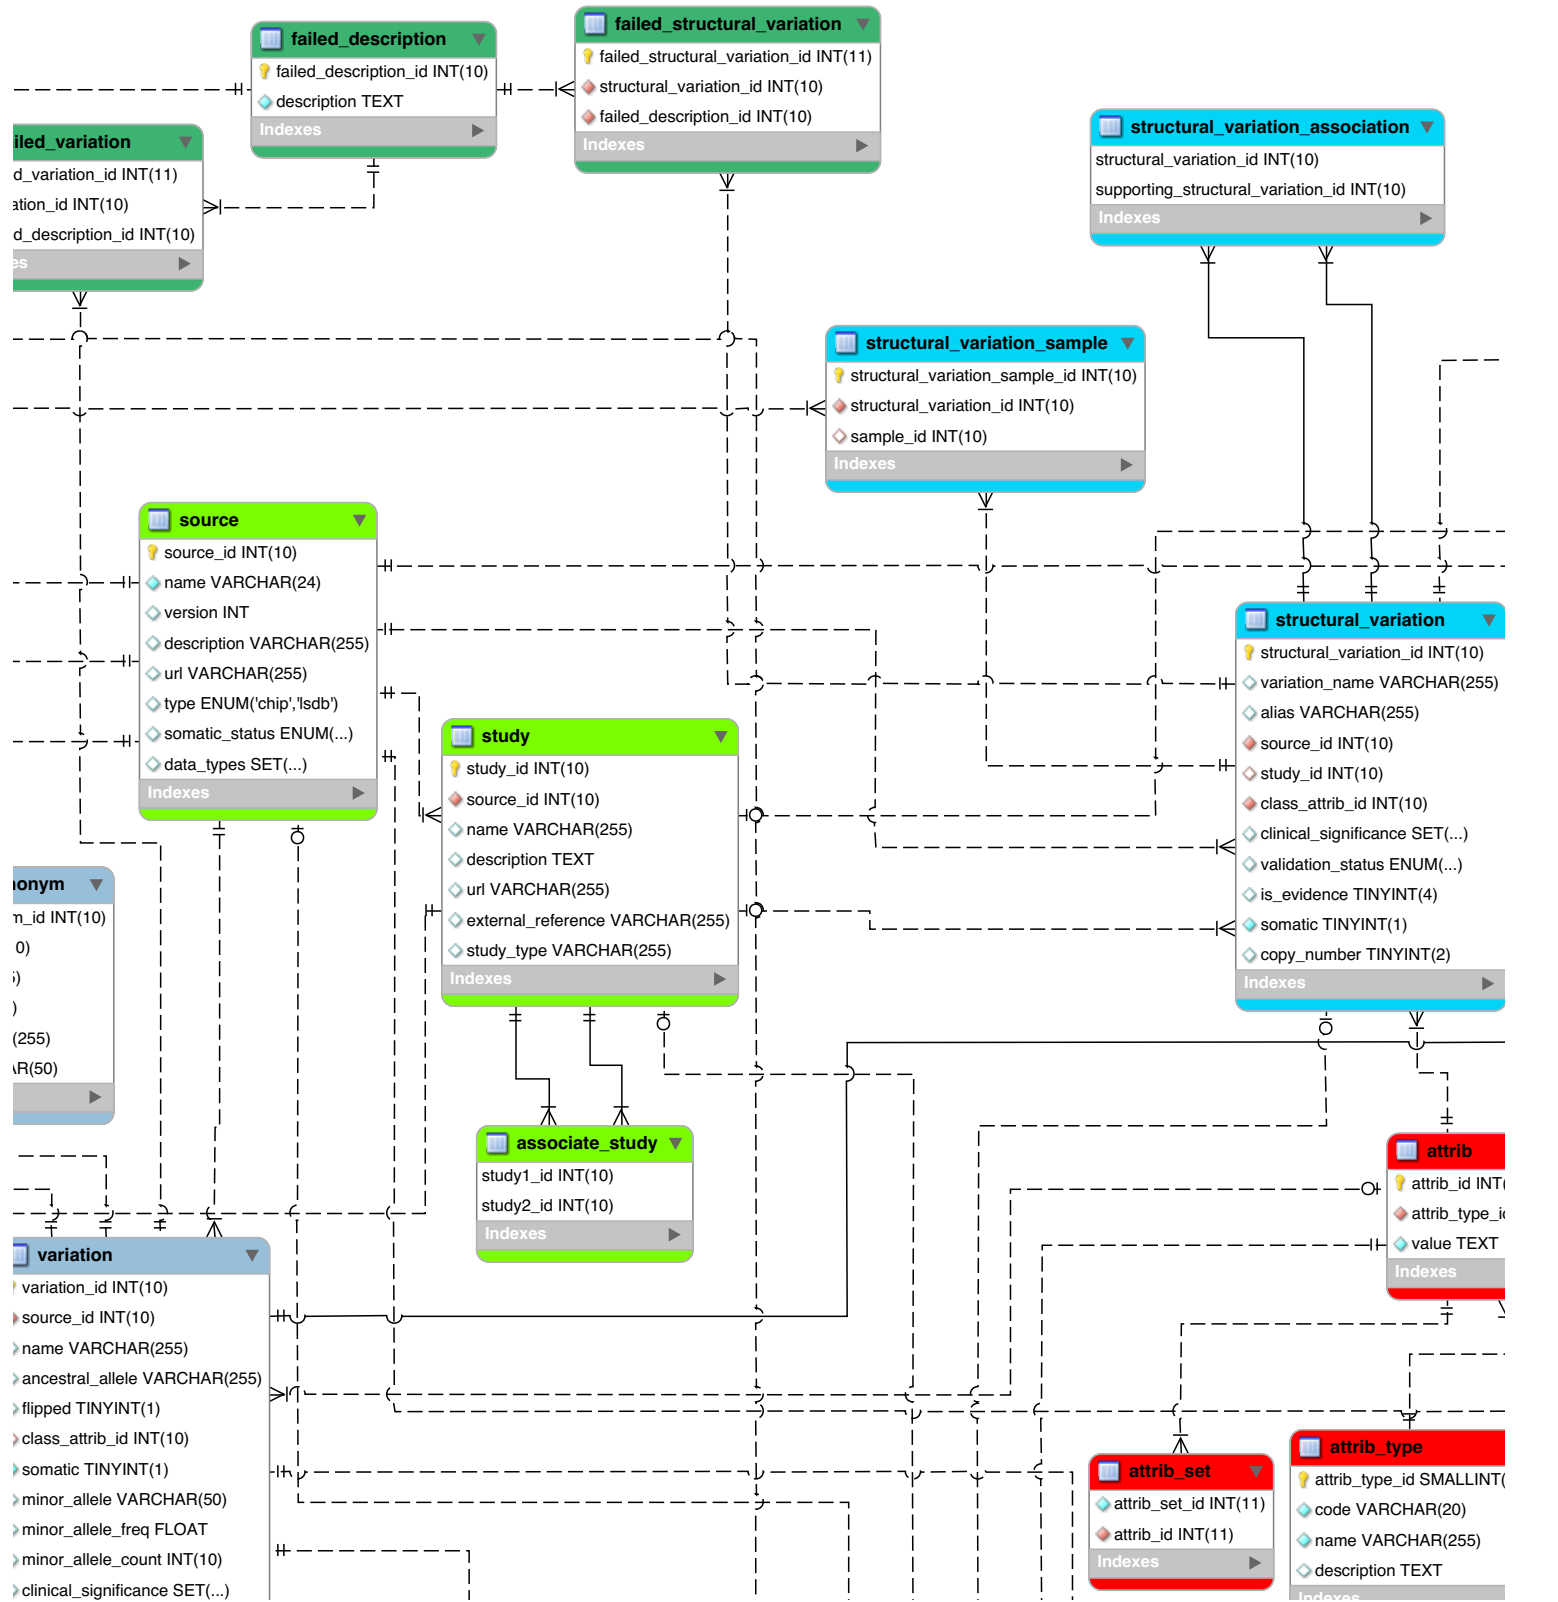 failed_description
failed_description_id INT(10)
description TEXT
Indexes
failed_structural_variation
failed_structural_variation_id INT(11)
structural_variation_id INT(10)
failed_description_id INT(10)
Indexes
iled_variation
d_variation_id INT(11)
ation_id INT(10)
d_description_id INT(10)
es
structural_variation_association
structural_variation_id INT(10)
supporting_structural_variation_id INT(10)
Indexes
structural_variation_sample
structural_variation_sample_id INT(10)
structural_variation_id INT(10)
sample_id INT(10)
Indexes
source
source_id INT(10)
name VARCHAR(24)
version INT
description VARCHAR(255)
url VARCHAR(255)
type ENUM('chip','lsdb')
somatic_status ENUM(...)
data_types SET(...)
Indexes
structural_variation
structural_variation_id INT(10)
variation_name VARCHAR(255)
alias VARCHAR(255)
source_id INT(10)
study_id INT(10)
class_attrib_id INT(10)
clinical_significance SET(...)
validation_status ENUM(...)
is_evidence TINYINT(4)
somatic TINYINT(1)
copy_number TINYINT(2)
Indexes
study
study_id INT(10)
source_id INT(10)
name VARCHAR(255)
description TEXT
url VARCHAR(255)
external_reference VARCHAR(255)
study_type VARCHAR(255)
Indexes
onym
m_id INT(10)
0)
)
)
(255)
AR(50)
associate_study
study1_id INT(10)
study2_id INT(10)
Indexes
attrib
attrib_id INT(
attrib_type_id
value TEXT
Indexes
variation
variation_id INT(10)
source_id INT(10)
name VARCHAR(255)
ancestral_allele VARCHAR(255)
flipped TINYINT(1)
class_attrib_id INT(10)
somatic TINYINT(1)
minor_allele VARCHAR(50)
minor_allele_freq FLOAT
minor_allele_count INT(10)
clinical_significance SET(...)
attrib_set
attrib_set_id INT(11)
attrib_id INT(11)
Indexes
attrib_type
attrib_type_id SMALLINT(
code VARCHAR(20)
name VARCHAR(255)
description TEXT
Indexes